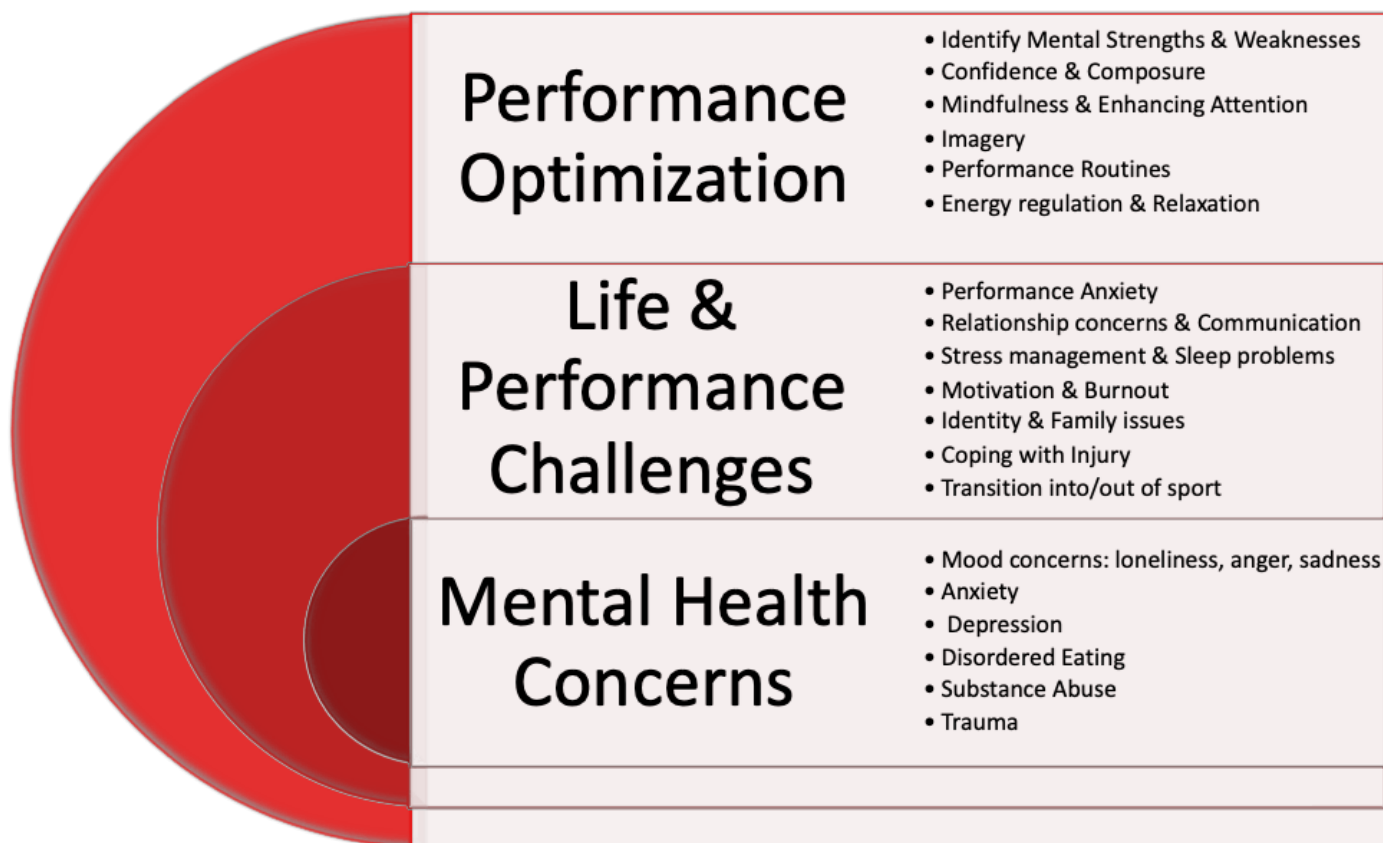 Performance
Optimization
• Identify Mental Strengths & Weaknesses
• Confidence & Composure
• Mindfulness & Enhancing Attention
• Imagery
• Performance Routines
• Energy regulation & Relaxation
Life &
Performance
Challenges
• Performance Anxiety
• Relationship concerns & Communication
• Stress management & Sleep problems
• Motivation & Burnout
• Identity & Family issues
• Coping with Injury
• Transition into/out of sport
Mental Health
Concerns
• Mood concerns: loneliness, anger, sadness
• Anxiety
• Depression
• Disordered Eating
• Substance Abuse
• Trauma